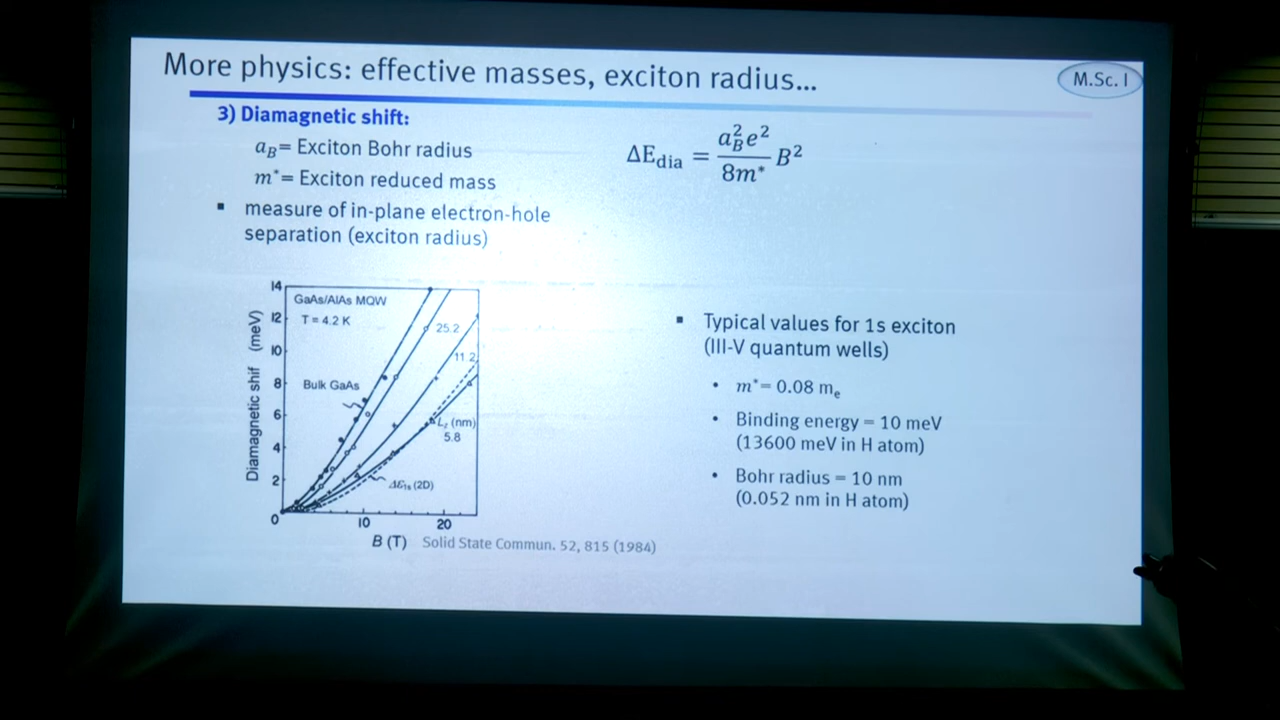 More physics: effective masses, exciton radius...
M.Sc. I
3) Diamagnetic shift:
a_B = Exciton Bohr radius
m* = Exciton reduced mass
ΔE_dia = a_B² e² / 8m* B²
▪ measure of in-plane electron-hole
separation (exciton radius)
Diamagnetic shif (meV)
14
12
10
8
6
4
2
0
10
20
B (T)
GaAs/AlAs MQW
T = 4.2 K
25.2
11.2
Bulk GaAs
L_z (nm)
5.8
ΔE_1s (2D)
Solid State Commun. 52, 815 (1984)
▪ Typical values for 1s exciton
(III-V quantum wells)
• m* = 0.08 m_e
• Binding energy = 10 meV
(13600 meV in H atom)
• Bohr radius = 10 nm
(0.052 nm in H atom)